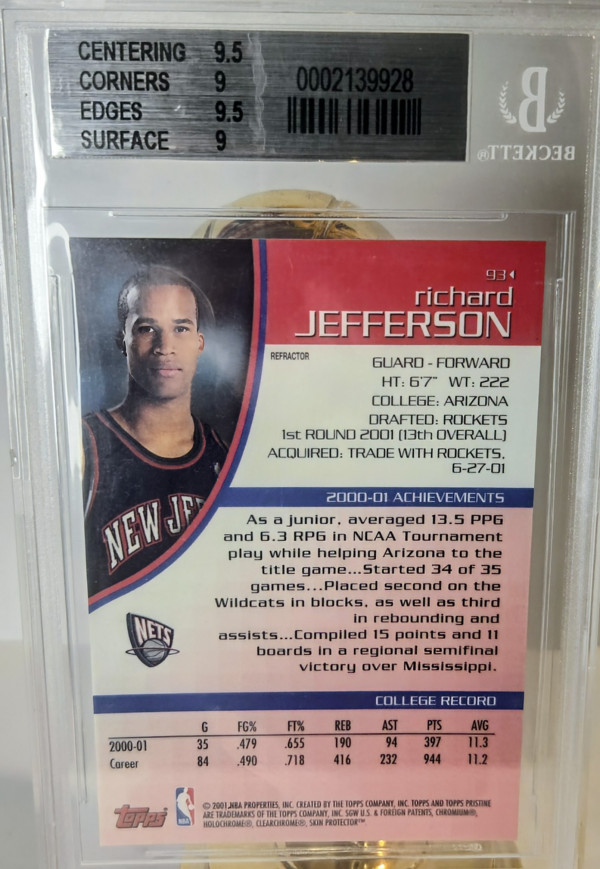 CENTERING 9.5
CORNERS 9
EDGES 9.5
SURFACE 9
0002139928
B
BECKETT®
93
richard
JEFFERSON
REFRACTOR
GUARD - FORWARD
HT: 6'7" WT: 222
COLLEGE: ARIZONA
DRAFTED: ROCKETS
1st ROUND 2001 (13th OVERALL)
ACQUIRED: TRADE WITH ROCKETS,
6-27-01
NEW JE
NETS
2000-01 ACHIEVEMENTS
As a junior, averaged 13.5 PPG
and 6.3 RPG in NCAA Tournament
play while helping Arizona to the
title game...Started 34 of 35
games...Placed second on the
Wildcats in blocks, as well as third
in rebounding and
assists...Compiled 15 points and 11
boards in a regional semifinal
victory over Mississippi.
COLLEGE RECORD
G FG% FT% REB AST PTS AVG
2000-01 35 .479 .655 190 94 397 11.3
Career 84 .490 .718 416 232 944 11.2
Topps
NBA
© 2001 NBA PROPERTIES, INC. CREATED BY THE TOPPS COMPANY, INC. TOPPS AND TOPPS PRISTINE
ARE TRADEMARKS OF THE TOPPS COMPANY, INC. SGW U.S. & FOREIGN PATENTS, CHROMIUM®,
HOLOCHROME®, CLEARCHROME®, SKIN PROTECTOR™